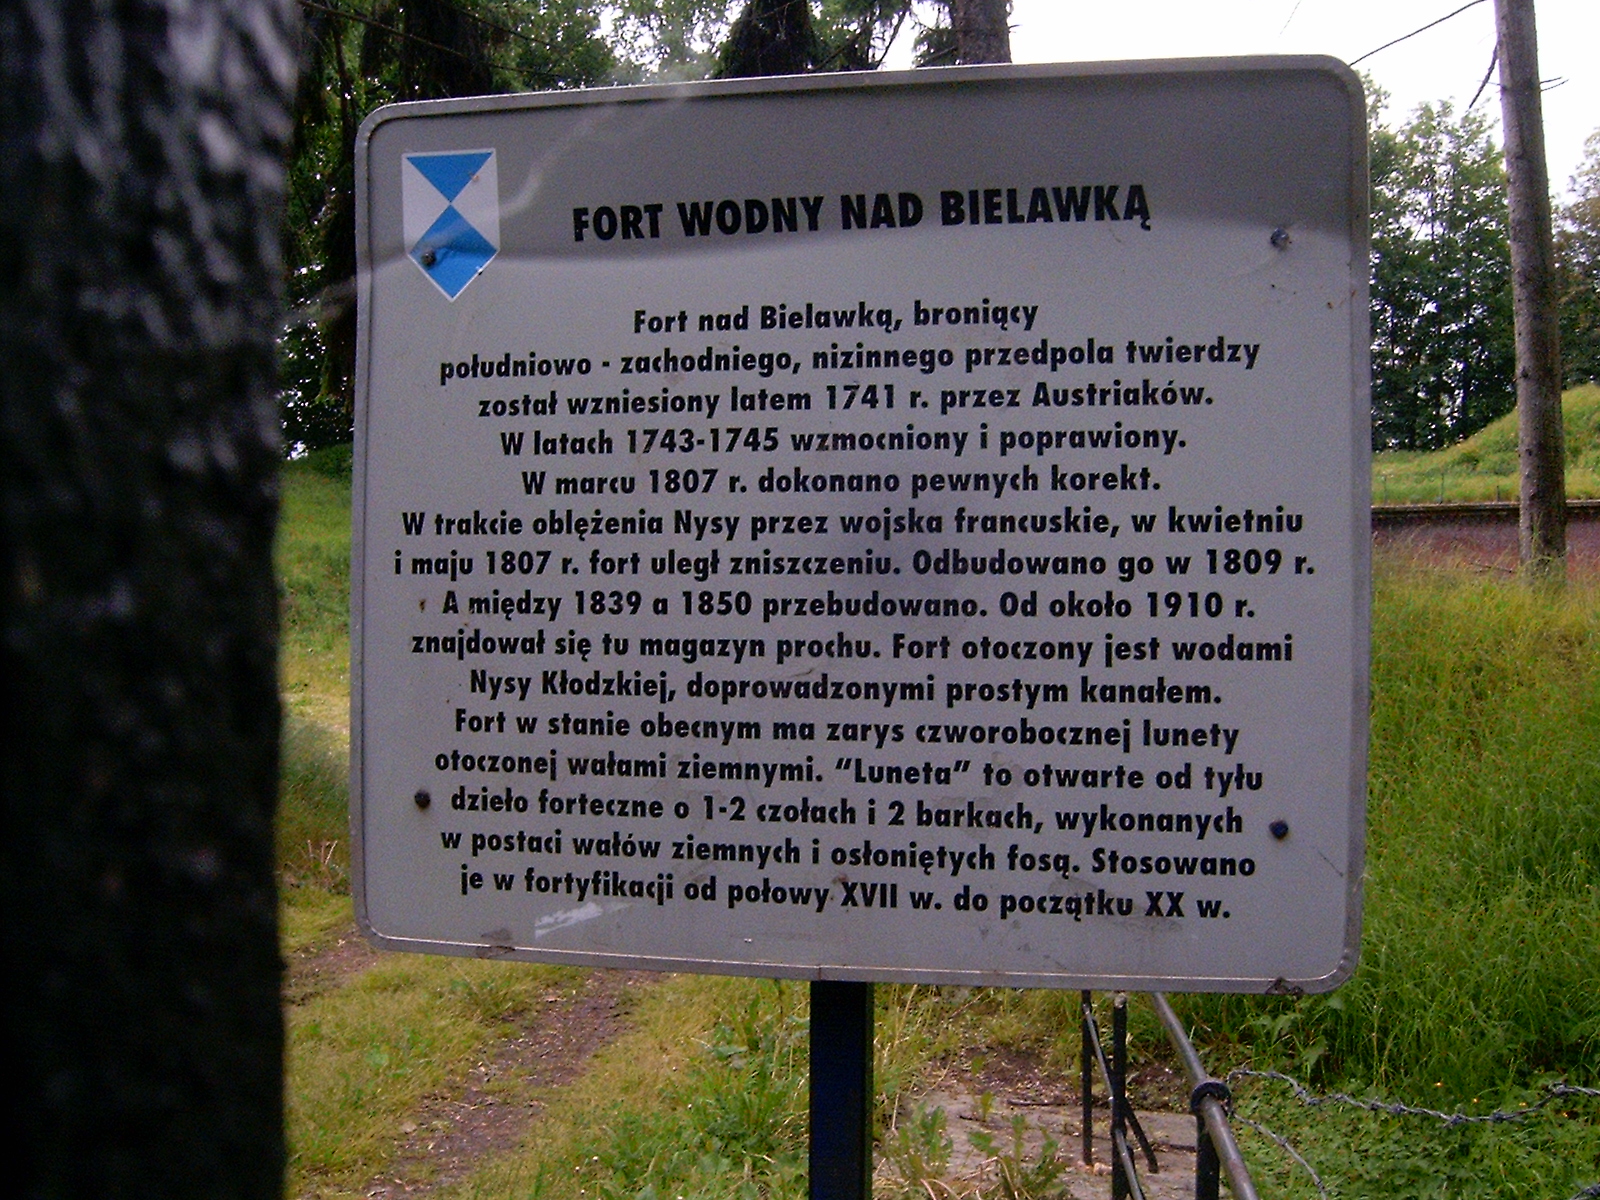 FORT WODNY NAD BIELAWKĄ
Fort nad Bielawką, broniący
południowo - zachodniego, nizinnego przedpola twierdzy
został wzniesiony latem 1741 r. przez Austriaków.
W latach 1743-1745 wzmocniony i poprawiony.
W marcu 1807 r. dokonano pewnych korekt.
W trakcie oblężenia Nysy przez wojska francuskie, w kwietniu
i maju 1807 r. fort uległ zniszczeniu. Odbudowano go w 1809 r.
A między 1839 a 1850 przebudowano. Od około 1910 r.
znajdował się tu magazyn prochu. Fort otoczony jest wodami
Nysy Kłodzkiej, doprowadzonymi prostym kanałem.
Fort w stanie obecnym ma zarys czworobocznej lunety
otoczonej wałami ziemnymi. "Luneta" to otwarte od tyłu
dzieło forteczne o 1-2 czołach i 2 barkach, wykonanych
w postaci wałów ziemnych i osłoniętych fosą. Stosowano
je w fortyfikacji od połowy XVII w. do początku XX w.